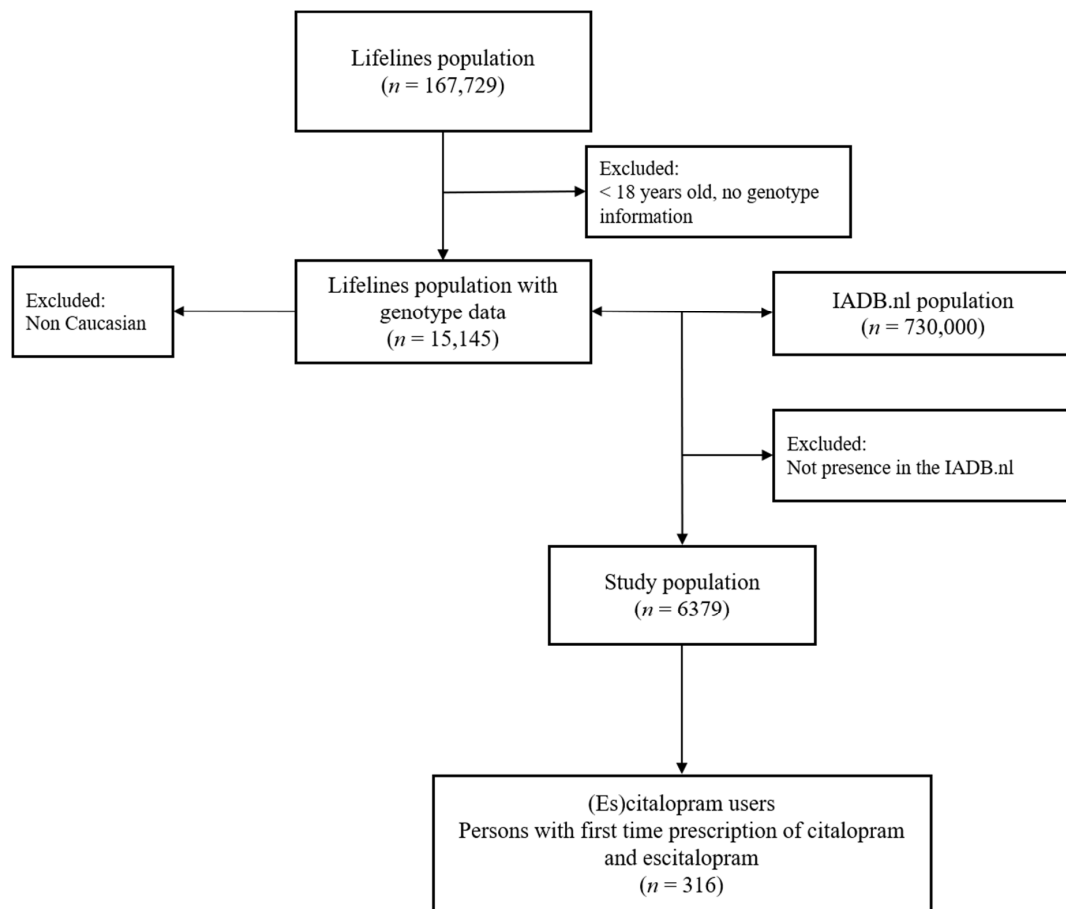 Lifelines population
(n = 167,729)
Excluded:
< 18 years old, no genotype
information
Excluded:
Non Caucasian
Lifelines population with
genotype data
(n = 15,145)
IADB.nl population
(n = 730,000)
Excluded:
Not presence in the IADB.nl
Study population
(n = 6379)
(Es)citalopram users
Persons with first time prescription of citalopram
and escitalopram
(n = 316)